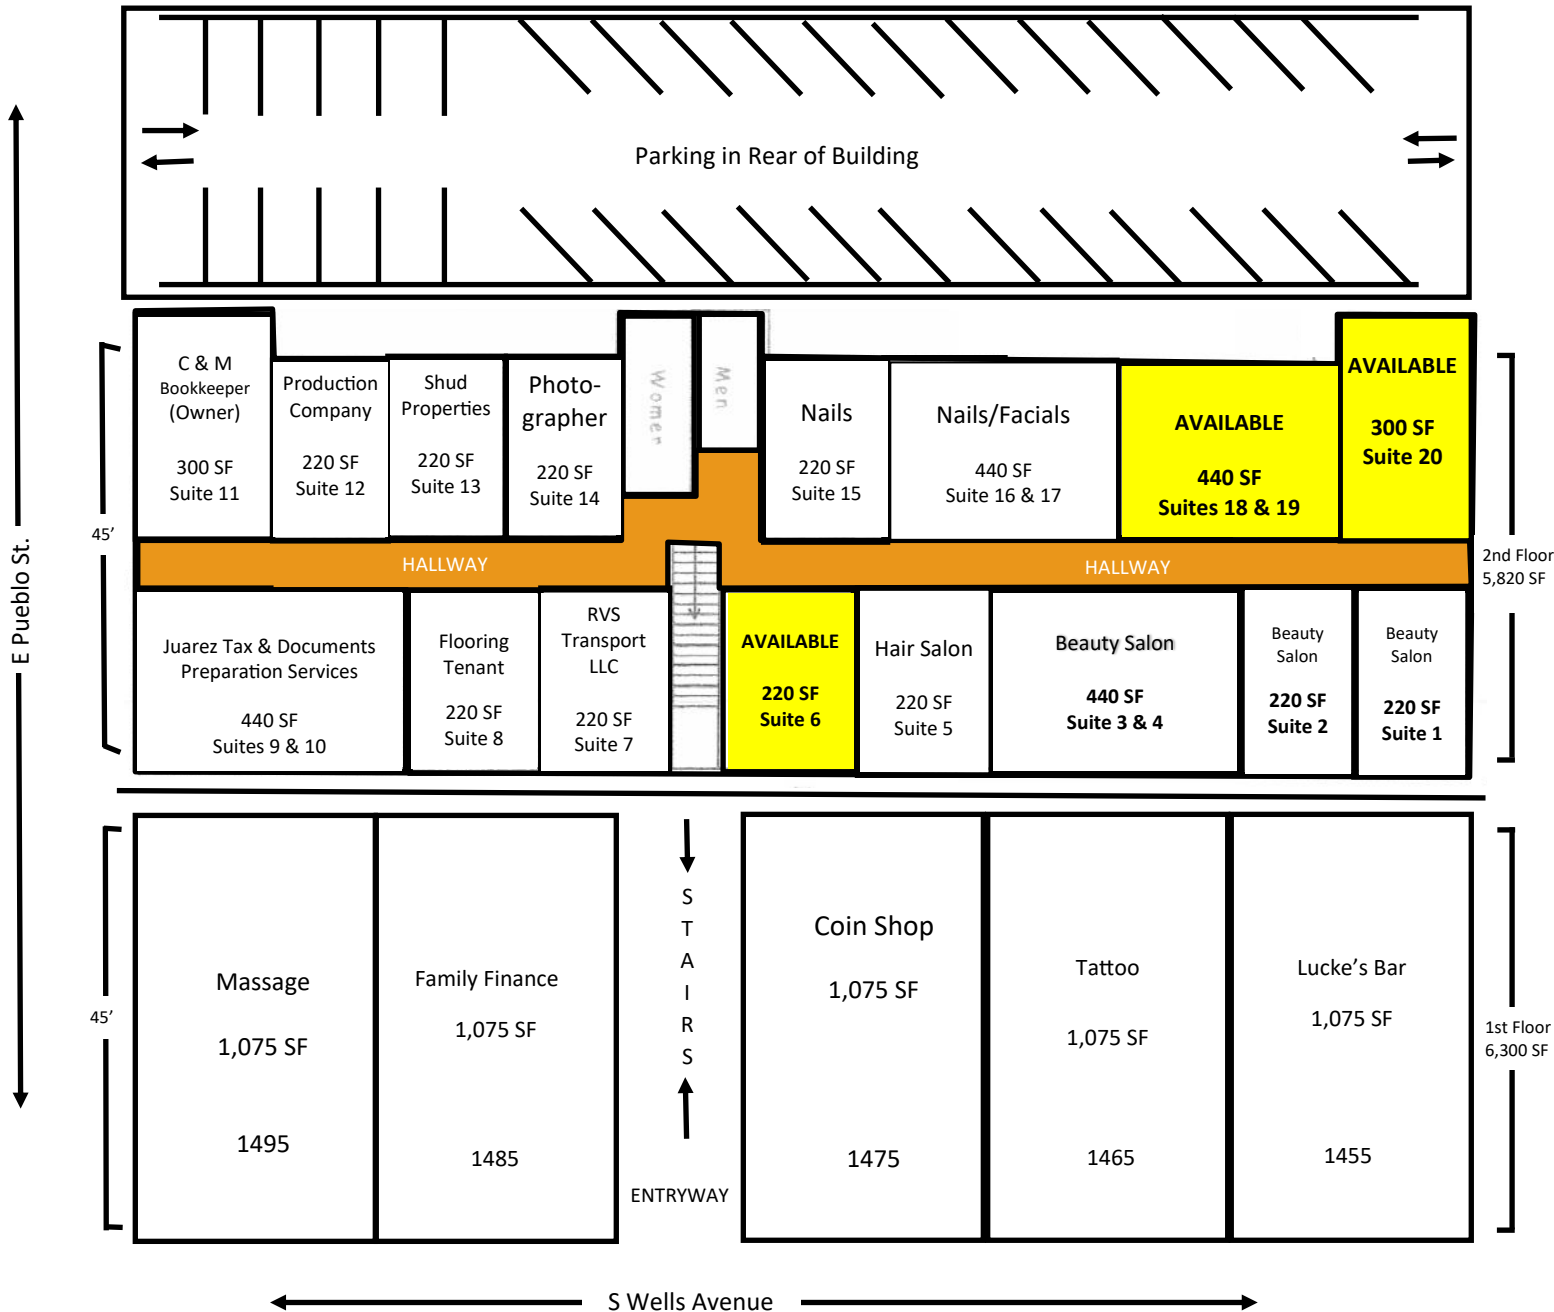 Parking in Rear of Building
E Pueblo St.
45’
C & M
Bookkeeper
(Owner)
300 SF
Suite 11
Production
Company
220 SF
Suite 12
Shud
Properties
220 SF
Suite 13
Photo-
grapher
220 SF
Suite 14
Women
Men
Nails
220 SF
Suite 15
Nails/Facials
440 SF
Suite 16 & 17
AVAILABLE
440 SF
Suites 18 & 19
AVAILABLE
300 SF
Suite 20
HALLWAY
HALLWAY
2nd Floor
5,820 SF
Juarez Tax & Documents
Preparation Services
440 SF
Suites 9 & 10
Flooring
Tenant
220 SF
Suite 8
RVS
Transport
LLC
220 SF
Suite 7
AVAILABLE
220 SF
Suite 6
Hair Salon
220 SF
Suite 5
Beauty Salon
440 SF
Suite 3 & 4
Beauty
Salon
220 SF
Suite 2
Beauty
Salon
220 SF
Suite 1
45’
Massage
1,075 SF
1495
Family Finance
1,075 SF
1485
STAIRS
ENTRYWAY
Coin Shop
1,075 SF
1475
Tattoo
1,075 SF
1465
Lucke’s Bar
1,075 SF
1455
1st Floor
6,300 SF
S Wells Avenue